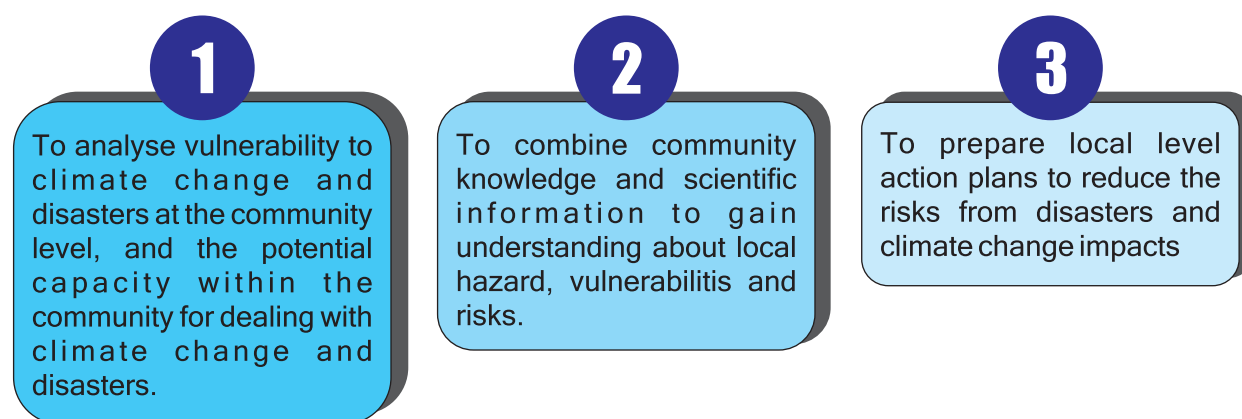 1
To analyse vulnerability to
climate change and
disasters at the community
level, and the potential
capacity within the
community for dealing with
climate change and
disasters.
2
To combine community
knowledge and scientific
information to gain
understanding about local
hazard, vulnerabilitis and
risks.
3
To prepare local level
action plans to reduce the
risks from disasters and
climate change impacts